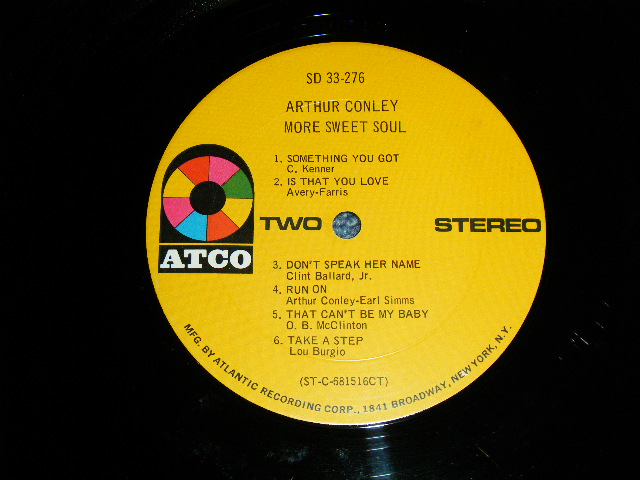 SD 33-276
ARTHUR CONLEY
MORE SWEET SOUL
1. SOMETHING YOU GOT
C. Kenner
2. IS THAT YOU LOVE
Avery-Farris
ATCO
TWO
STEREO
3. DON'T SPEAK HER NAME
Clint Ballard, Jr.
4. RUN ON
Arthur Conley-Earl Simms
5. THAT CAN'T BE MY BABY
O. B. McClinton
6. TAKE A STEP
Lou Burgio
(ST-C-681516CT)
MFG. BY ATLANTIC RECORDING CORP., 1841 BROADWAY, NEW YORK, N.Y.